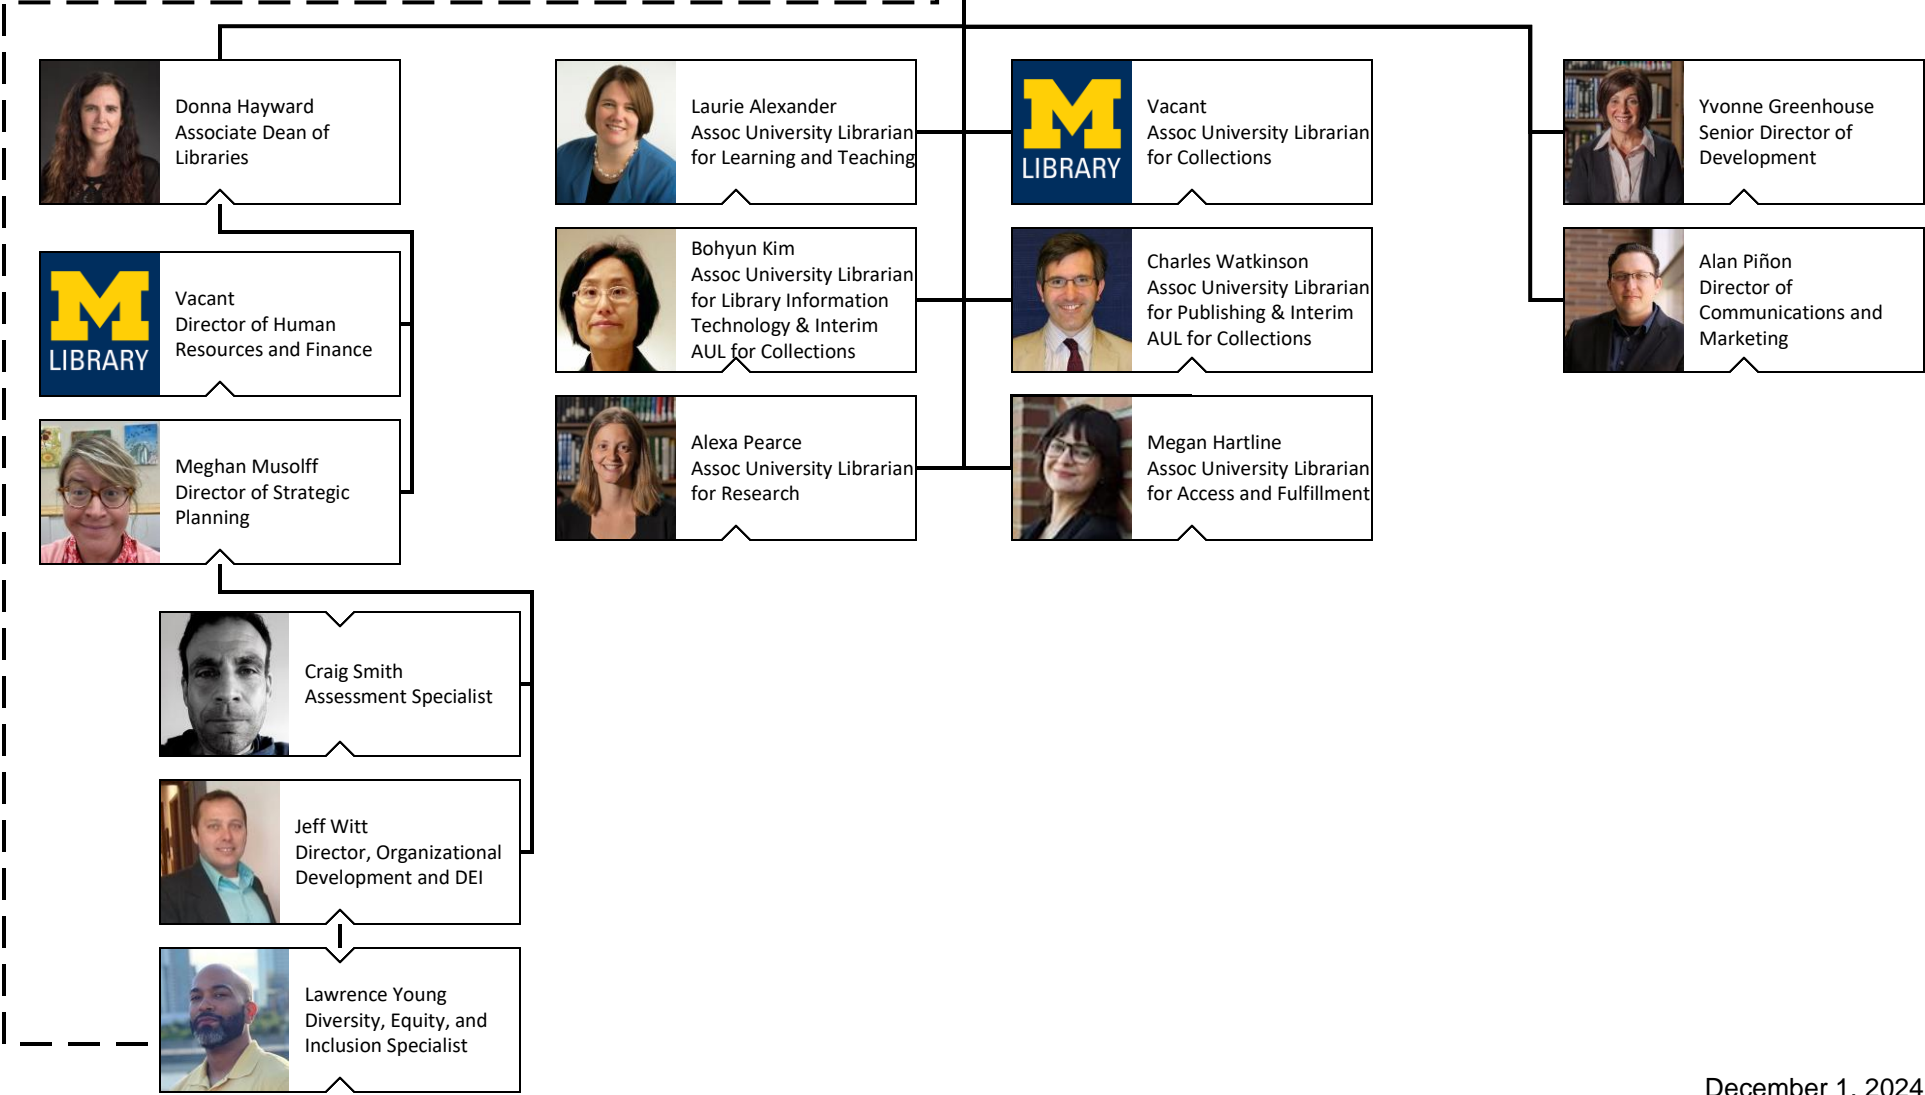 Donna Hayward
Associate Dean of
Libraries
Laurie Alexander
Assoc University Librarian
for Learning and Teaching
M
LIBRARY
Vacant
Assoc University Librarian
for Collections
Yvonne Greenhouse
Senior Director of
Development
M
LIBRARY
Vacant
Director of Human
Resources and Finance
Bohyun Kim
Assoc University Librarian
for Library Information
Technology & Interim
AUL for Collections
Charles Watkinson
Assoc University Librarian
for Publishing & Interim
AUL for Collections
Alan Piñon
Director of
Communications and
Marketing
Meghan Musolff
Director of Strategic
Planning
Alexa Pearce
Assoc University Librarian
for Research
Megan Hartline
Assoc University Librarian
for Access and Fulfillment
Craig Smith
Assessment Specialist
Jeff Witt
Director, Organizational
Development and DEI
Lawrence Young
Diversity, Equity, and
Inclusion Specialist
December 1, 2024